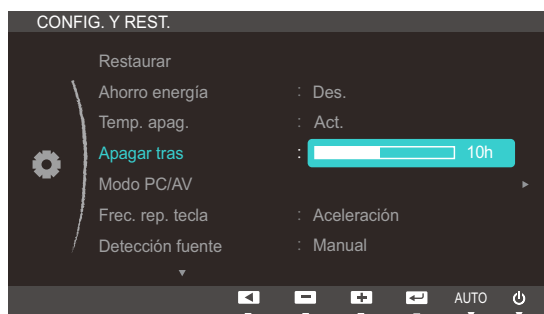 CONFIG. Y REST.
Restaurar
Ahorro energía : Des.
Temp. apag. : Act.
Apagar tras : 10h
Modo PC/AV
Frec. rep. tecla : Aceleración
Detección fuente : Manual
AUTO